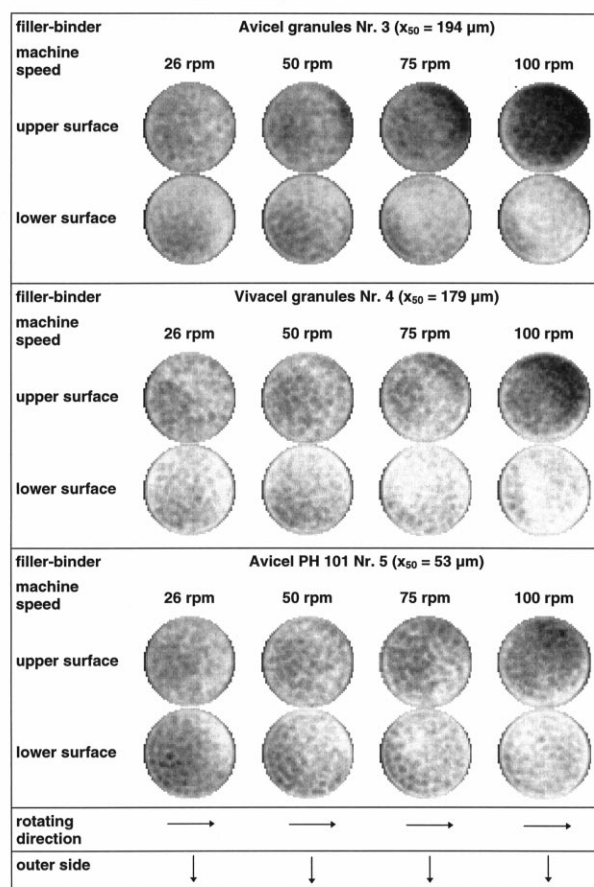 filler-binder Avicel granules Nr. 3 (x₅₀ = 194 µm)
machine
speed 26 rpm 50 rpm 75 rpm 100 rpm
upper surface
lower surface
filler-binder Vivacel granules Nr. 4 (x₅₀ = 179 µm)
machine
speed 26 rpm 50 rpm 75 rpm 100 rpm
upper surface
lower surface
filler-binder Avicel PH 101 Nr. 5 (x₅₀ = 53 µm)
machine
speed 26 rpm 50 rpm 75 rpm 100 rpm
upper surface
lower surface
rotating
direction
outer side